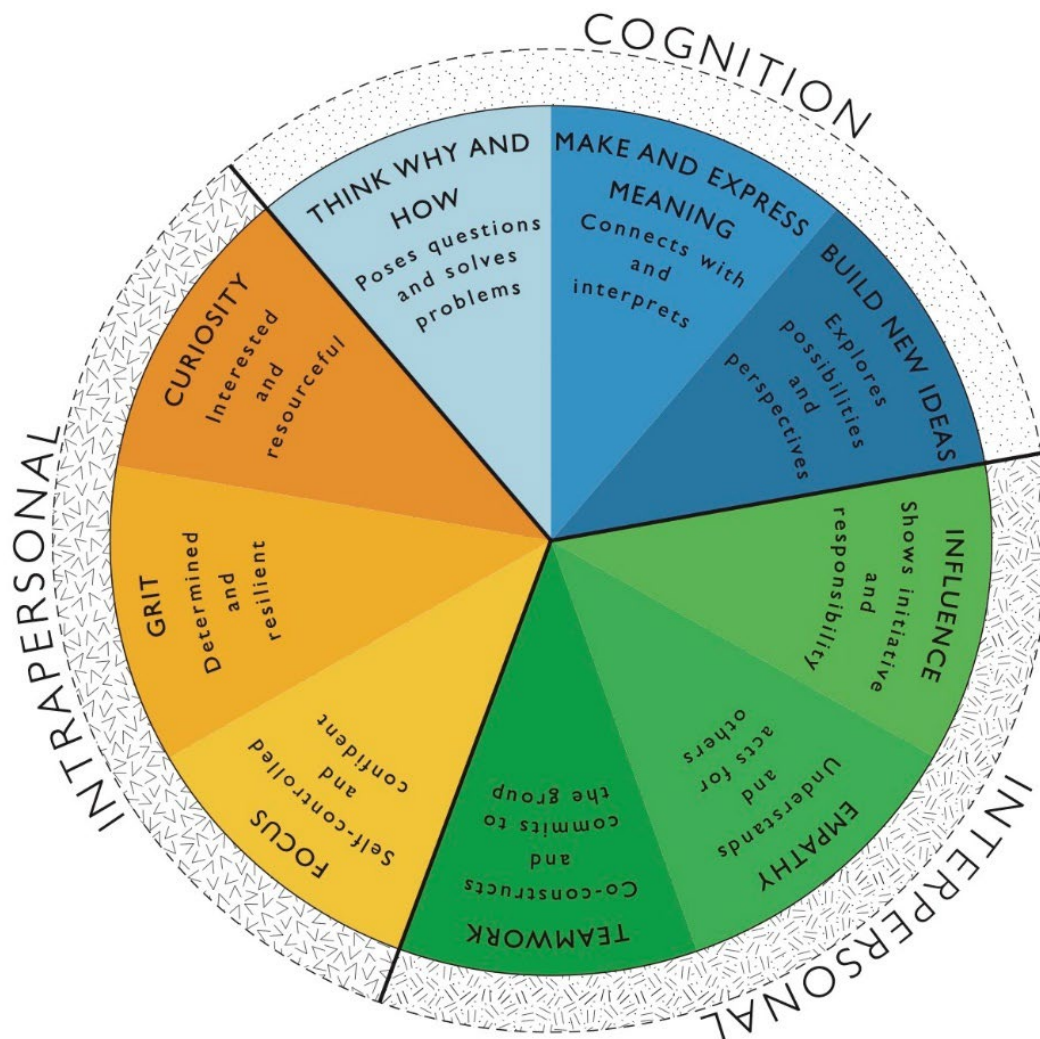 COGNITION
THINK WHY AND
HOW
Poses questions
and solves
problems
MAKE AND EXPRESS
MEANING
Connects with
and
interprets
BUILD NEW IDEAS
Explores
possibilities
and
perspectives
INTERPERSONAL
INFLUENCE
Shows initiative
and
responsibility
EMPATHY
Understands
and
acts for
others
TEAMWORK
Co-constructs
and
commits to
the group
INTRAPERSONAL
FOCUS
Self-controlled
and
confident
GRIT
Determined
and
resilient
CURIOSITY
Interested
and
resourceful